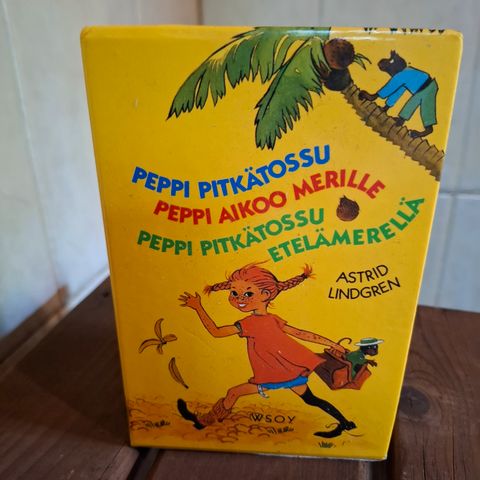 PEPPI PITKÄTOSSU
PEPPI AIKOO MERILLE
PEPPI PITKÄTOSSU
ETELÄMERELLÄ
ASTRID
LINDGREN
WSOY